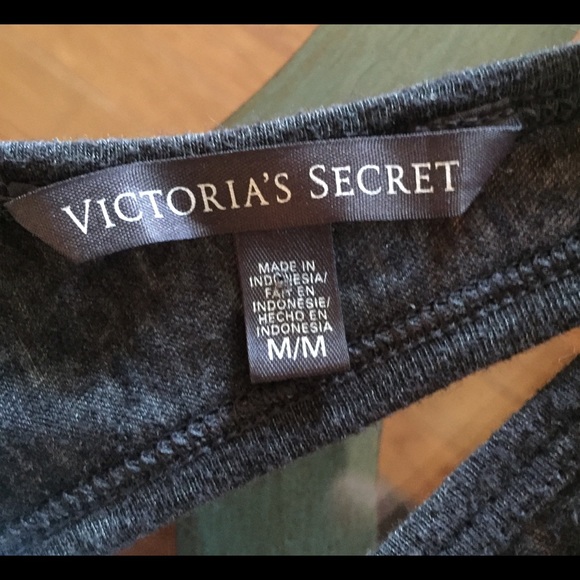 VICTORIA'S SECRET
MADE IN
INDONESIA/
FAIT EN
INDONÉSIE/
HECHO EN
INDONESIA
M/M